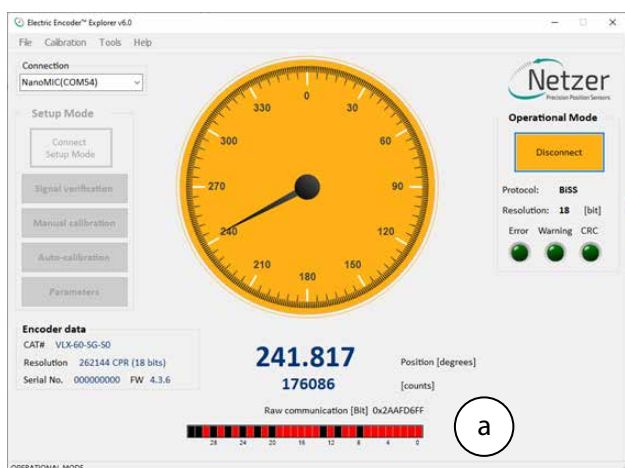 Electric Encoder™ Explorer v6.0
File Calibration Tools Help
Connection
NanoMIC(COM54)
Setup Mode
Connect
Setup Mode
Signal verification
Manual calibration
Auto-calibration
Parameters
0
30
60
90
120
150
180
210
240
270
300
330
Netzer
Precision Position Sensors
Operational Mode
Disconnect
Protocol: BiSS
Resolution: 18 [bit]
Error Warning CRC
Encoder data
CAT# VLX-60-SG-S0
Resolution 262144 CPR (18 bits)
Serial No. 000000000 FW 4.3.6
241.817 Position [degrees]
176086 [counts]
Raw communication [Bit] 0x2AAFD6FF
28 24 20 16 12 8 4 0
a
OPERATIONAL MODE